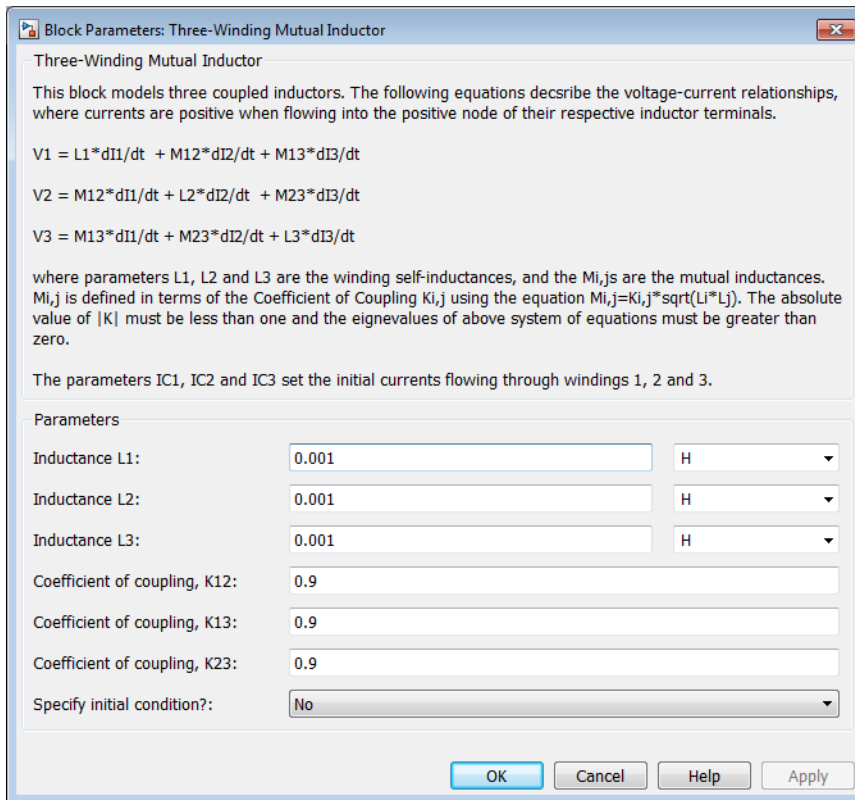 Block Parameters: Three-Winding Mutual Inductor
Three-Winding Mutual Inductor
This block models three coupled inductors. The following equations decsribe the voltage-current relationships,
where currents are positive when flowing into the positive node of their respective inductor terminals.
V1 = L1*dI1/dt  + M12*dI2/dt + M13*dI3/dt
V2 = M12*dI1/dt + L2*dI2/dt  + M23*dI3/dt
V3 = M13*dI1/dt + M23*dI2/dt + L3*dI3/dt
where parameters L1, L2 and L3 are the winding self-inductances, and the Mi,js are the mutual inductances.
Mi,j is defined in terms of the Coefficient of Coupling Ki,j using the equation Mi,j=Ki,j*sqrt(Li*Lj). The absolute
value of |K| must be less than one and the eignevalues of above system of equations must be greater than
zero.
The parameters IC1, IC2 and IC3 set the initial currents flowing through windings 1, 2 and 3.
Parameters
Inductance L1: 0.001 H
Inductance L2: 0.001 H
Inductance L3: 0.001 H
Coefficient of coupling, K12: 0.9
Coefficient of coupling, K13: 0.9
Coefficient of coupling, K23: 0.9
Specify initial condition?: No
OK Cancel Help Apply